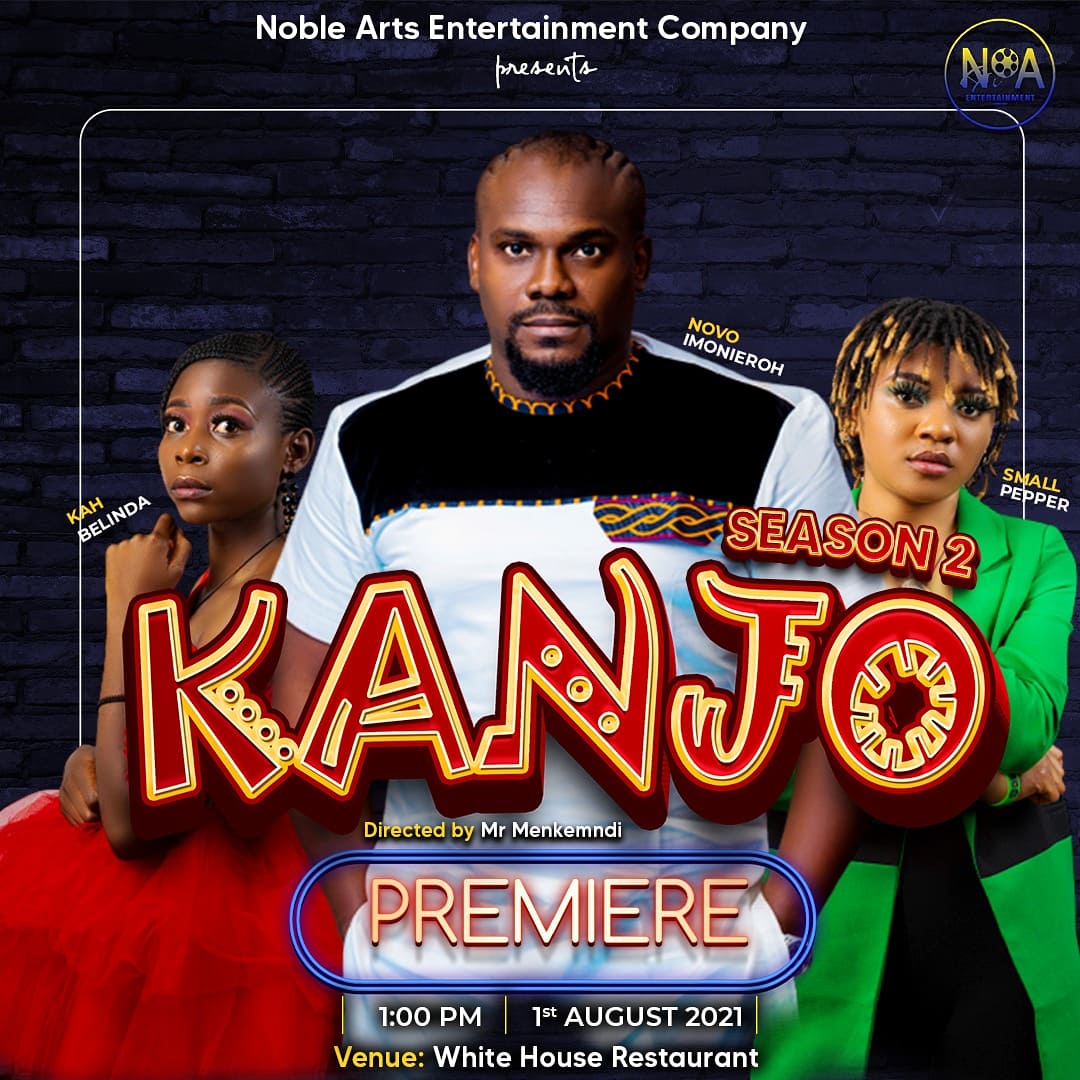 Noble Arts Entertainment Company
presents
NOA
ENTERTAINMENT
NOVO
IMONIEROH
KAH
BELINDA
SMALL
PEPPER
SEASON 2
KANJO
Directed by Mr Menkemndi
PREMIERE
1:00 PM | 1st AUGUST 2021
Venue: White House Restaurant